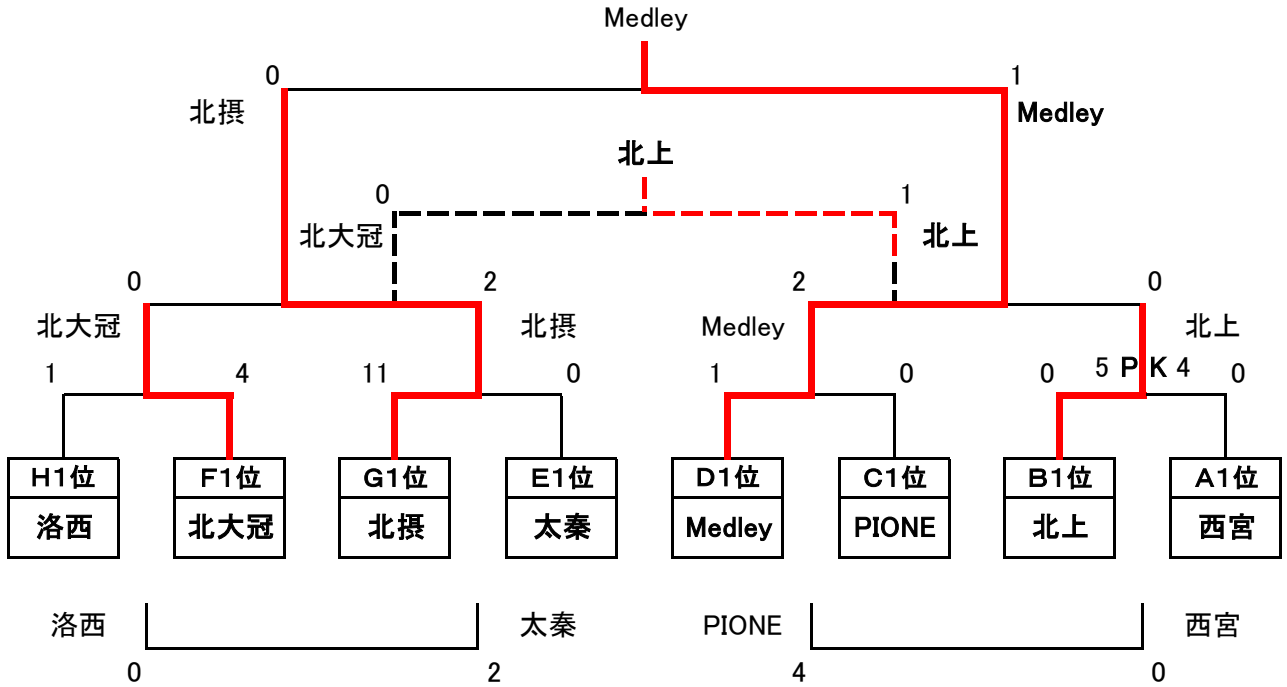 Medley
0 1
北摂 Medley
北上
0 1
北大冠 北上
0 2 2 0
北大冠 北摂 Medley 北上
1 4 11 0 1 0 0 5 PK 4 0
H1位 F1位 G1位 E1位 D1位 C1位 B1位 A1位
洛西 北大冠 北摂 太秦 Medley PIONE 北上 西宮
洛西 太秦 PIONE 西宮
0 2 4 0